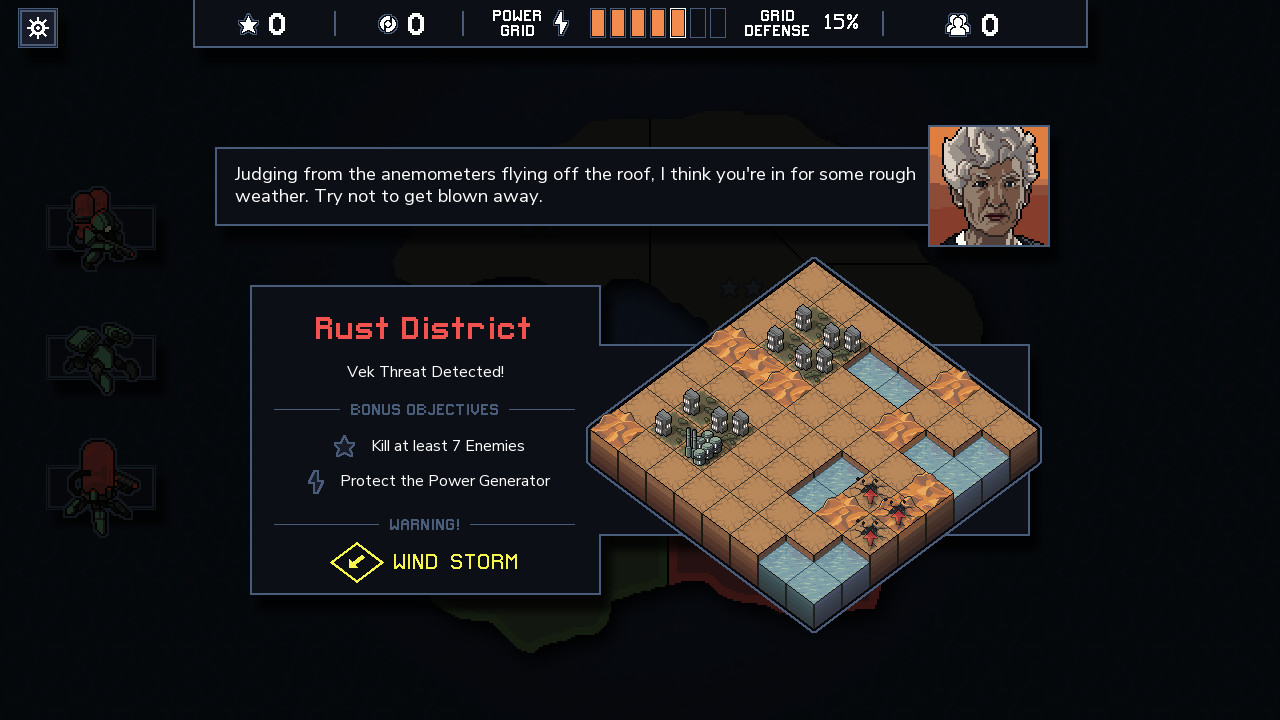 0
0
POWER GRID
GRID DEFENSE
15%
0
Judging from the anemometers flying off the roof, I think you're in for some rough
weather. Try not to get blown away.
Rust District
Vek Threat Detected!
BONUS OBJECTIVES
Kill at least 7 Enemies
Protect the Power Generator
WARNING!
WIND STORM